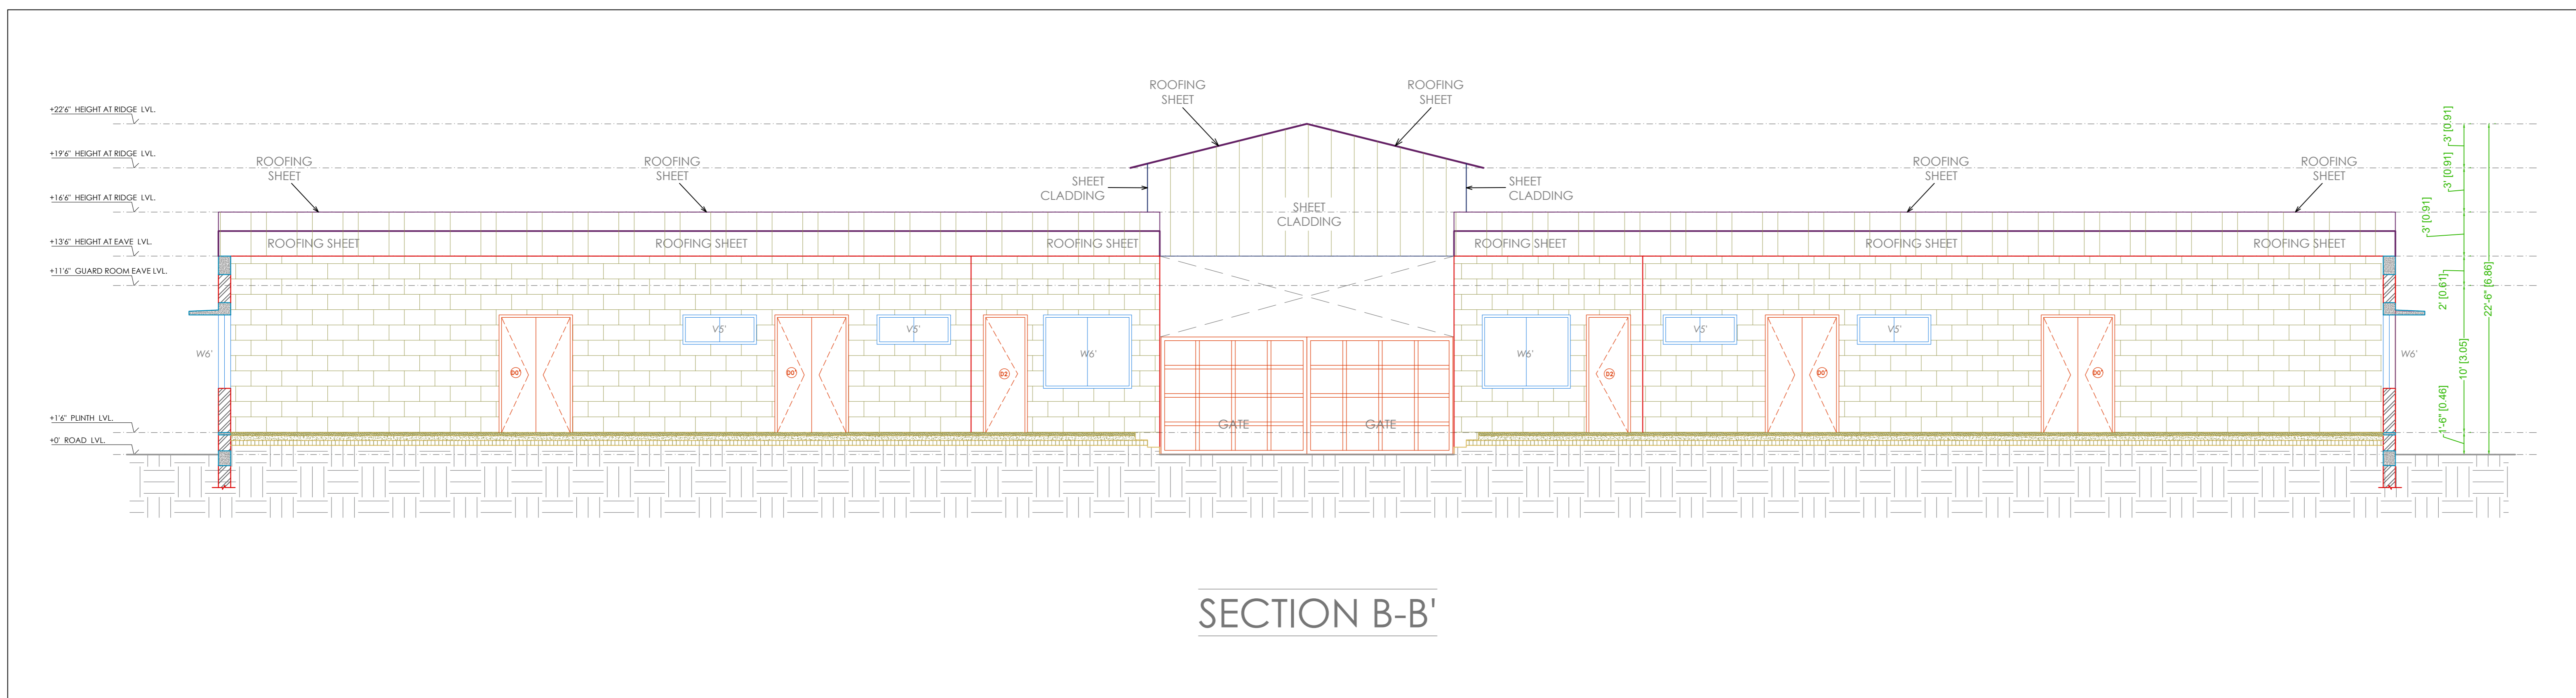 ROOFING
SHEET
ROOFING
SHEET
+22'6" HEIGHT AT RIDGE LVL.
+19'6" HEIGHT AT RIDGE LVL.
ROOFING
SHEET
ROOFING
SHEET
ROOFING
SHEET
ROOFING
SHEET
SHEET
CLADDING
SHEET
CLADDING
+16'6" HEIGHT AT RIDGE LVL.
SHEET
CLADDING
+13'6" HEIGHT AT EAVE LVL.
ROOFING SHEET
ROOFING SHEET
ROOFING SHEET
ROOFING SHEET
ROOFING SHEET
ROOFING SHEET
+11'6" GUARD ROOM EAVE LVL.
V5'
V5'
V5'
V5'
W6'
W6'
W6'
W6'
D0'
D0'
D2
D2
D0'
D0'
+1'6" PLINTH LVL.
GATE
GATE
+0' ROAD LVL.
3' [0.91]
3' [0.91]
3' [0.91]
2' [0.61]
22'-6" [6.86]
10' [3.05]
1'-6" [0.46]
SECTION B-B'